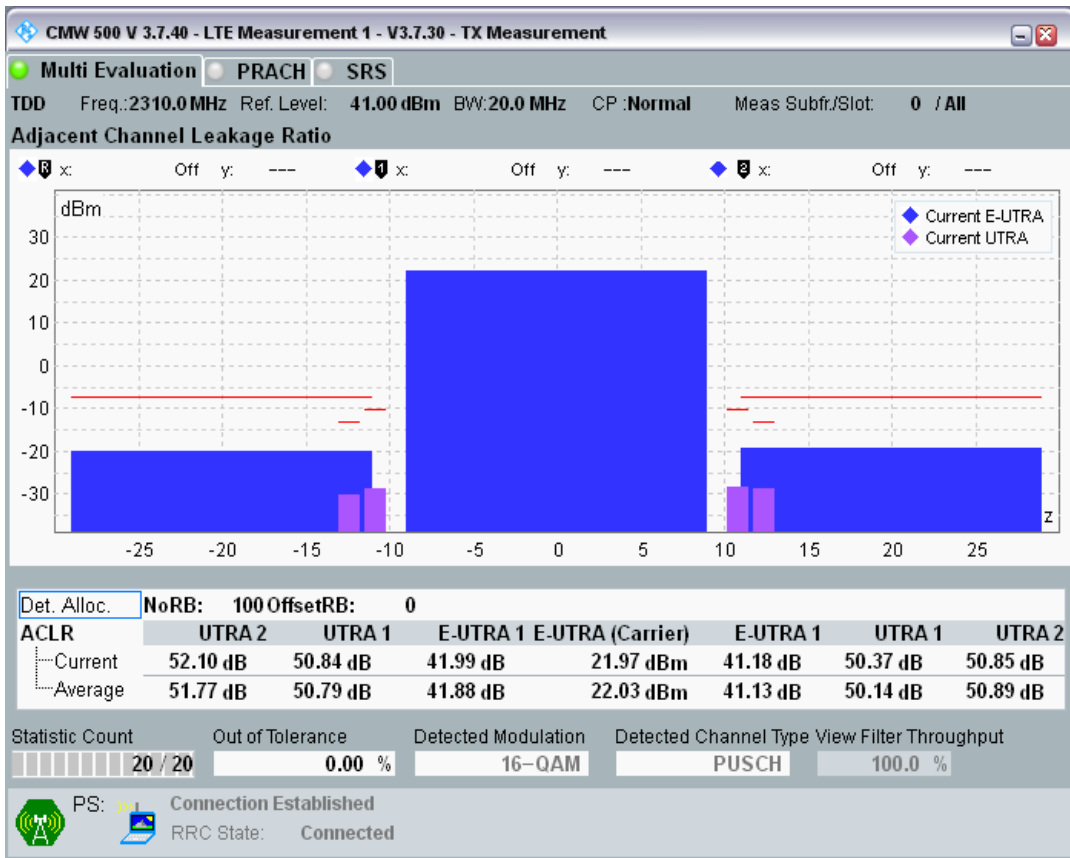 CMW 500 V 3.7.40 - LTE Measurement 1 - V3.7.30 - TX Measurement
Multi Evaluation PRACH SRS
TDD Freq.:2310.0 MHz Ref. Level: 41.00 dBm BW:20.0 MHz CP :Normal Meas Subfr./Slot: 0 / All
Adjacent Channel Leakage Ratio
R x: Off y: --- 1 x: Off y: --- 2 x: Off y: ---
dBm
Current E-UTRA
Current UTRA
30
20
10
0
-10
-20
-30
z
-25 -20 -15 -10 -5 0 5 10 15 20 25
Det. Alloc. NoRB: 100 OffsetRB: 0
ACLR UTRA 2 UTRA 1 E-UTRA 1 E-UTRA (Carrier) E-UTRA 1 UTRA 1 UTRA 2
Current 52.10 dB 50.84 dB 41.99 dB 21.97 dBm 41.18 dB 50.37 dB 50.85 dB
Average 51.77 dB 50.79 dB 41.88 dB 22.03 dBm 41.13 dB 50.14 dB 50.89 dB
Statistic Count Out of Tolerance Detected Modulation Detected Channel Type View Filter Throughput
20 / 20 0.00 % 16-QAM PUSCH 100.0 %
PS: Connection Established
RRC State: Connected